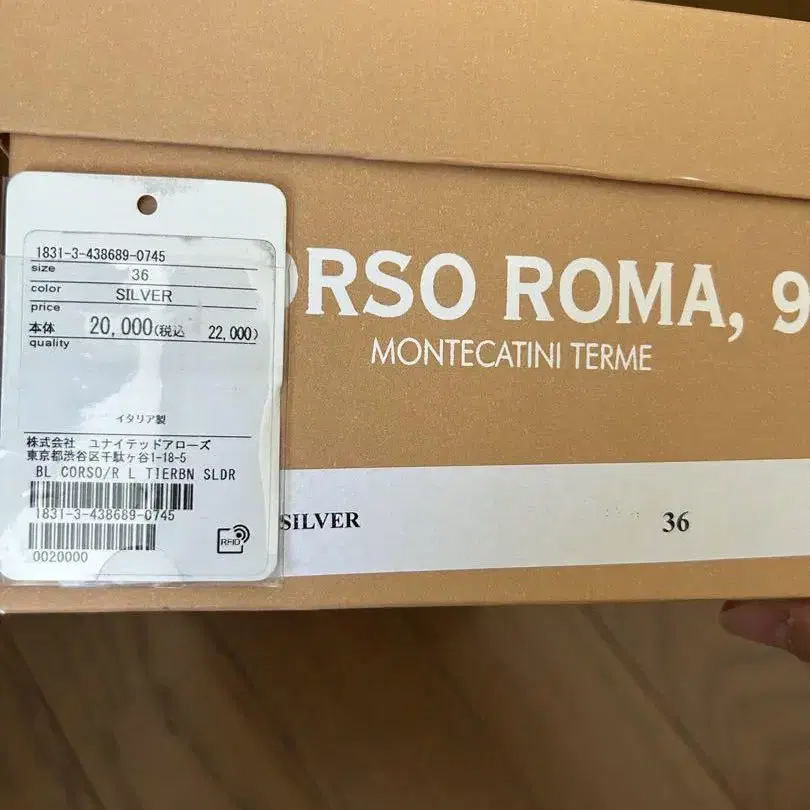 1831-3-438689-0745
size
36
color
SILVER
price
本体 20,000(税込 22,000)
quality
イタリア製
株式会社 ユナイテッドアローズ
東京都渋谷区千駄ヶ谷1-18-5
BL CORSO/R L TIERBN SLDR
1831-3-438689-0745
RFID
0020000
ORSO ROMA, 9
MONTECATINI TERME
SILVER 36